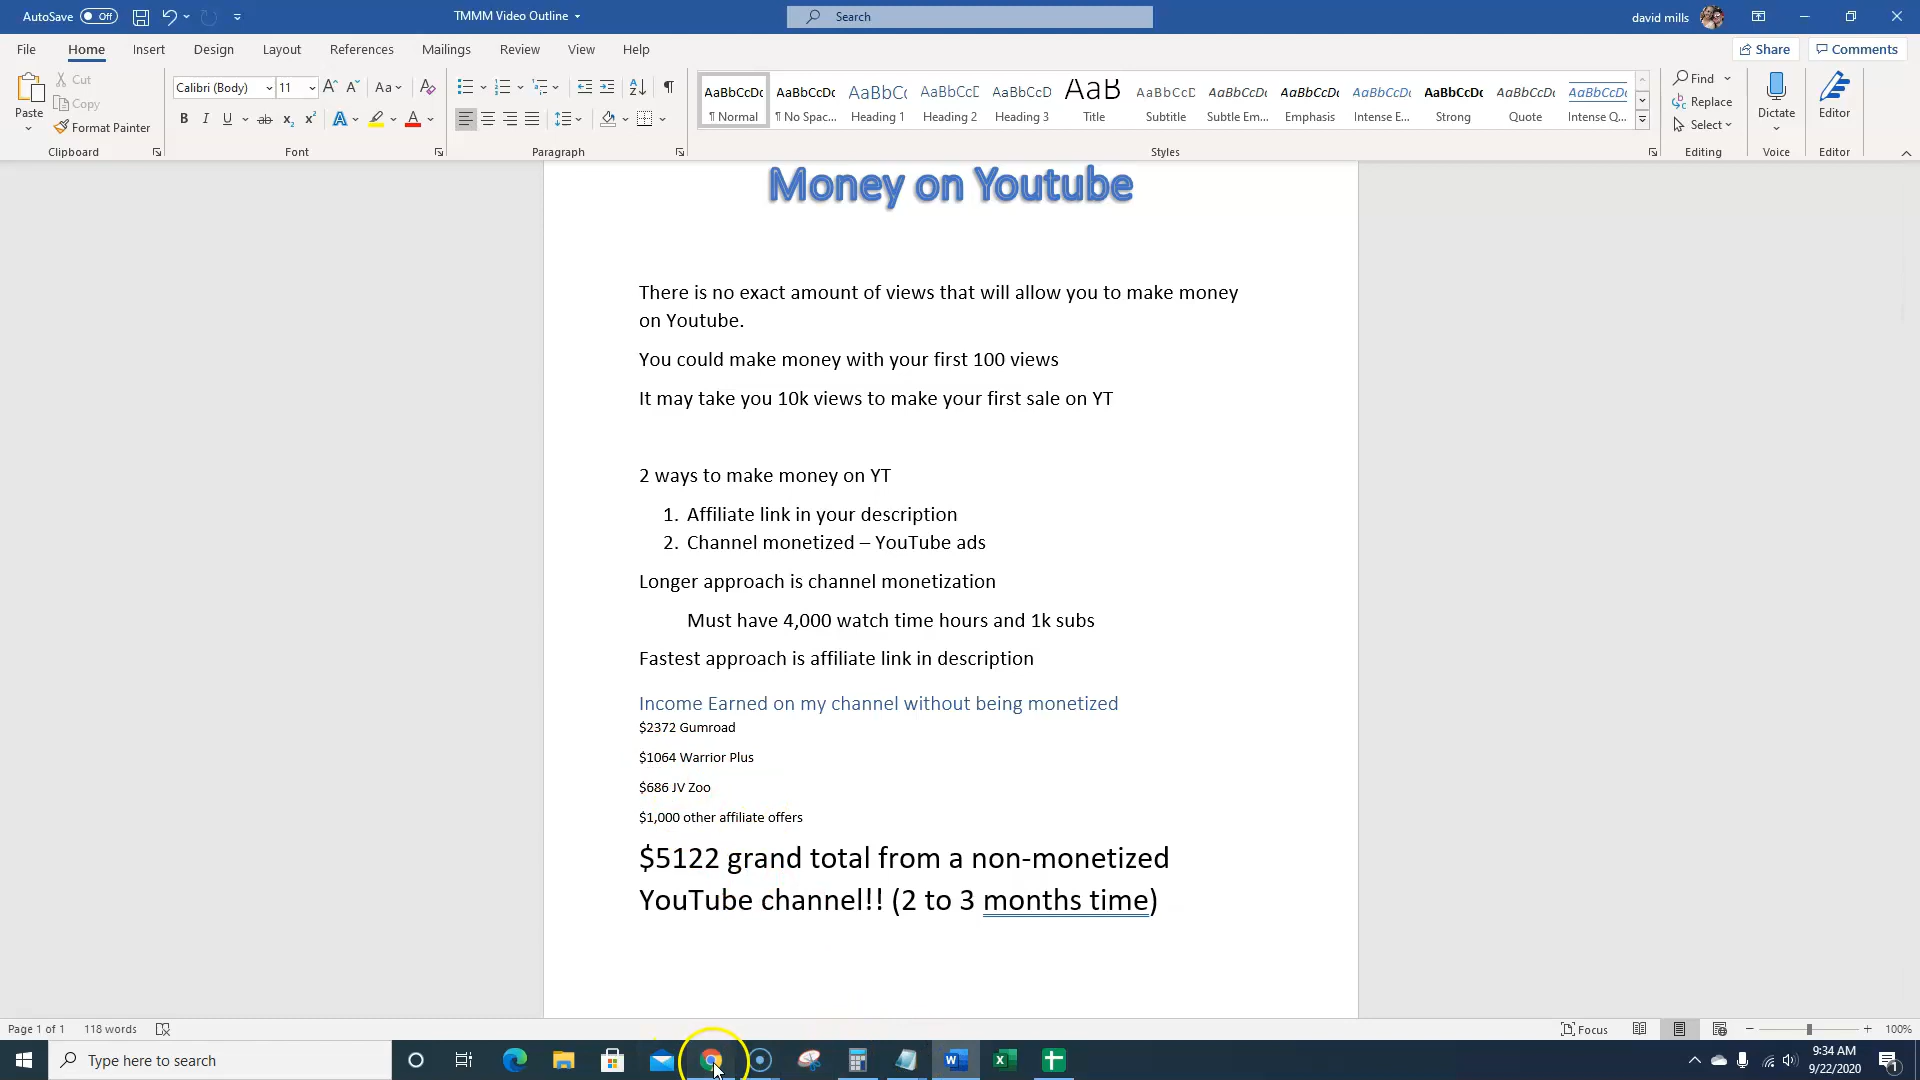 AutoSave Off TMMM Video Outline Search david mills
File Home Insert Design Layout References Mailings Review View Help Share Comments
Paste Cut Copy Format Painter Clipboard
Calibri (Body) 11 Font
Paragraph
AaBbCcDc AaBbCcDc AaBbCc AaBbCcD AaBbCcD AaB AaBbCcD AaBbCcDc AaBbCcDc AaBbCcDc AaBbCcDc AaBbCcDc AaBbCcDc
¶ Normal ¶ No Spac... Heading 1 Heading 2 Heading 3 Title Subtitle Subtle Em... Emphasis Intense E... Strong Quote Intense Q...
Styles
Find Replace Select Editing
Dictate Voice
Editor Editor
Money on Youtube
There is no exact amount of views that will allow you to make money
on Youtube.
You could make money with your first 100 views
It may take you 10k views to make your first sale on YT
2 ways to make money on YT
1. Affiliate link in your description
2. Channel monetized – YouTube ads
Longer approach is channel monetization
Must have 4,000 watch time hours and 1k subs
Fastest approach is affiliate link in description
Income Earned on my channel without being monetized
$2372 Gumroad
$1064 Warrior Plus
$686 JV Zoo
$1,000 other affiliate offers
$5122 grand total from a non-monetized
YouTube channel!! (2 to 3 months time)
Page 1 of 1 118 words Focus 100%
Type here to search 9:34 AM
9/22/2020